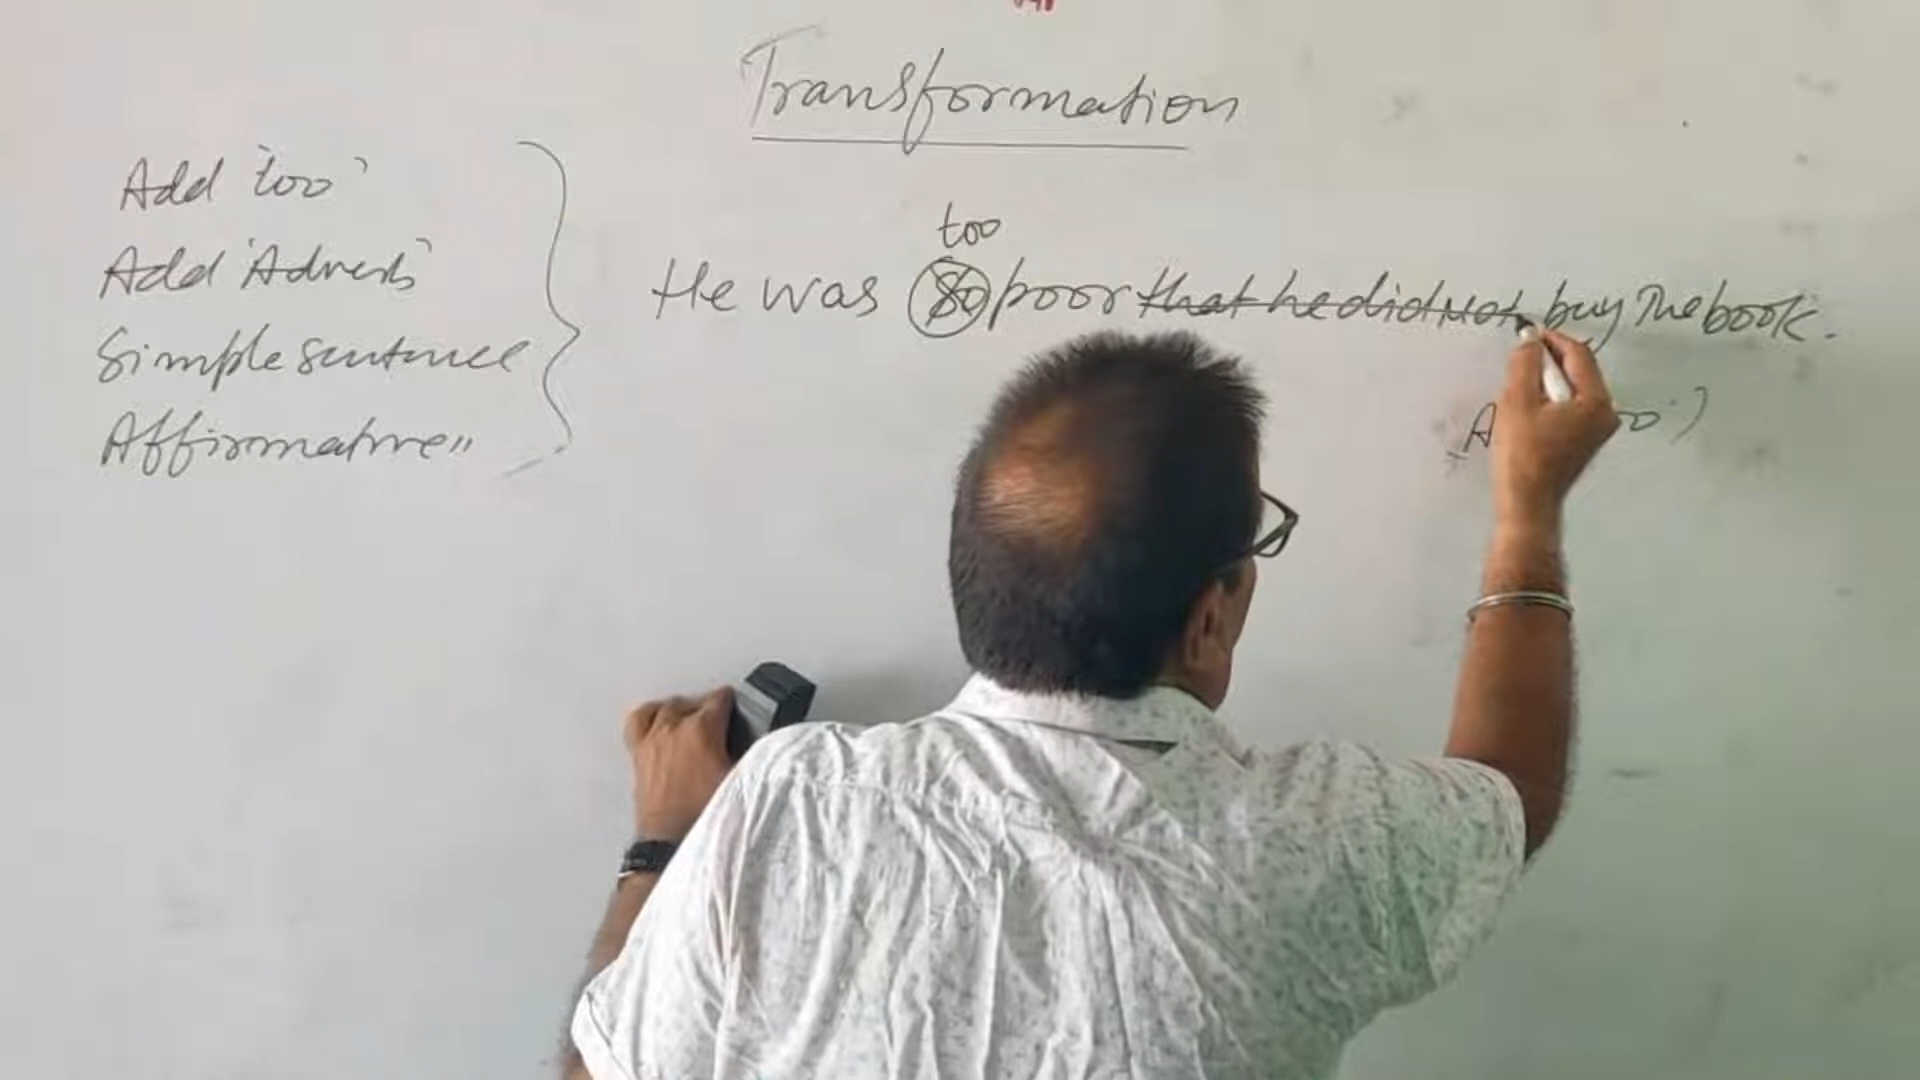 Transformation
Add 'too'
Add 'Adverb'
Simple sentence
Affirmative "
too
He was So poor that he did not buy The book.